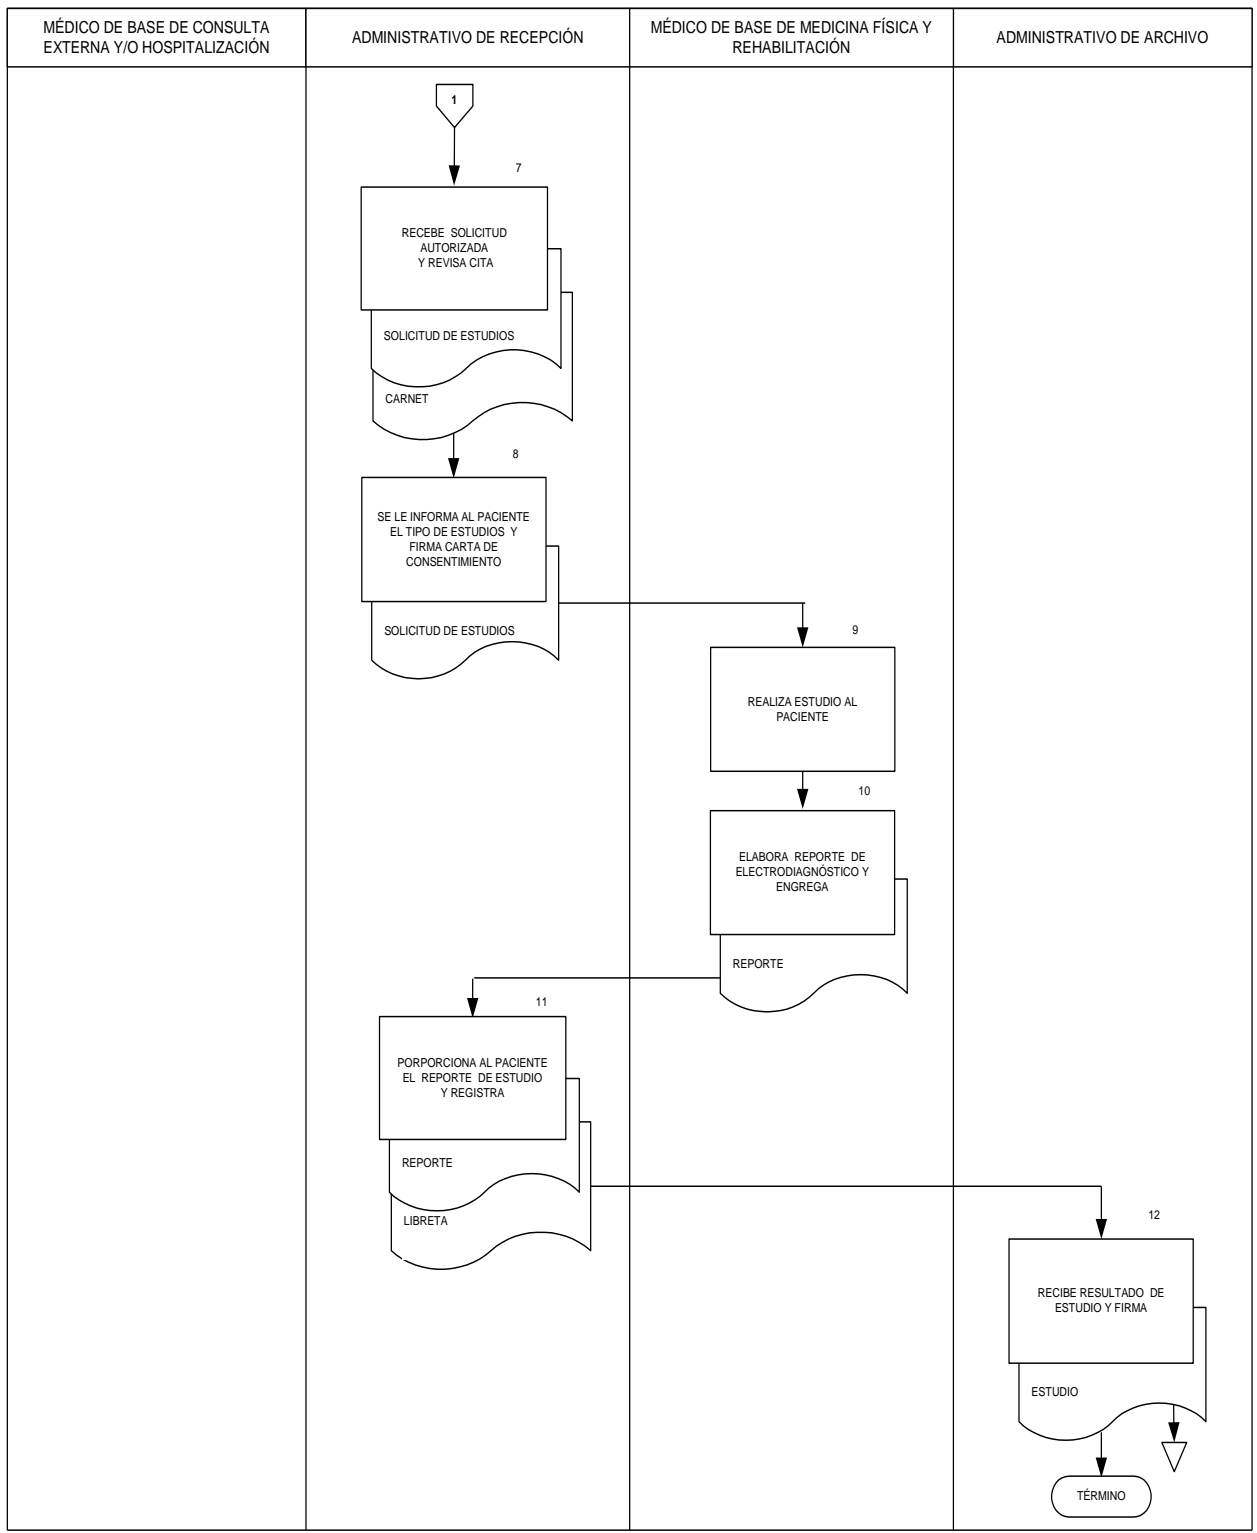 MÉDICO DE BASE DE CONSULTA
EXTERNA Y/O HOSPITALIZACIÓN
ADMINISTRATIVO DE RECEPCIÓN
MÉDICO DE BASE DE MEDICINA FÍSICA Y
REHABILITACIÓN
ADMINISTRATIVO DE ARCHIVO
1
7
RECEBE SOLICITUD
AUTORIZADA
Y REVISA CITA
SOLICITUD DE ESTUDIOS
CARNET
8
SE LE INFORMA AL PACIENTE
EL TIPO DE ESTUDIOS Y
FIRMA CARTA DE
CONSENTIMIENTO
SOLICITUD DE ESTUDIOS
9
REALIZA ESTUDIO AL
PACIENTE
10
ELABORA REPORTE DE
ELECTRODIAGNÓSTICO Y
ENGREGA
REPORTE
11
PORPORCIONA AL PACIENTE
EL REPORTE DE ESTUDIO
Y REGISTRA
REPORTE
LIBRETA
12
RECIBE RESULTADO DE
ESTUDIO Y FIRMA
ESTUDIO
TÉRMINO